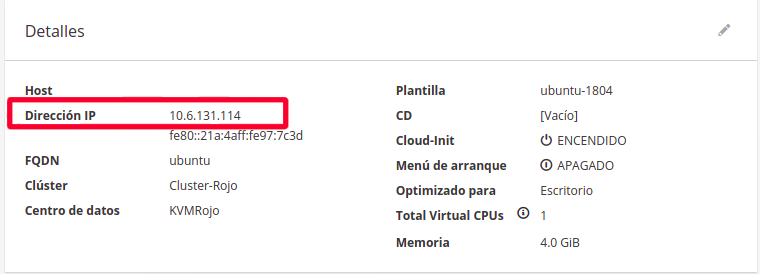 Detalles
Host
Dirección IP 10.6.131.114
fe80::21a:4aff:fe97:7c3d
FQDN ubuntu
Clúster Cluster-Rojo
Centro de datos KVMRojo
Plantilla ubuntu-1804
CD [Vacío]
Cloud-Init ENCENDIDO
Menú de arranque APAGADO
Optimizado para Escritorio
Total Virtual CPUs 1
Memoria 4.0 GiB